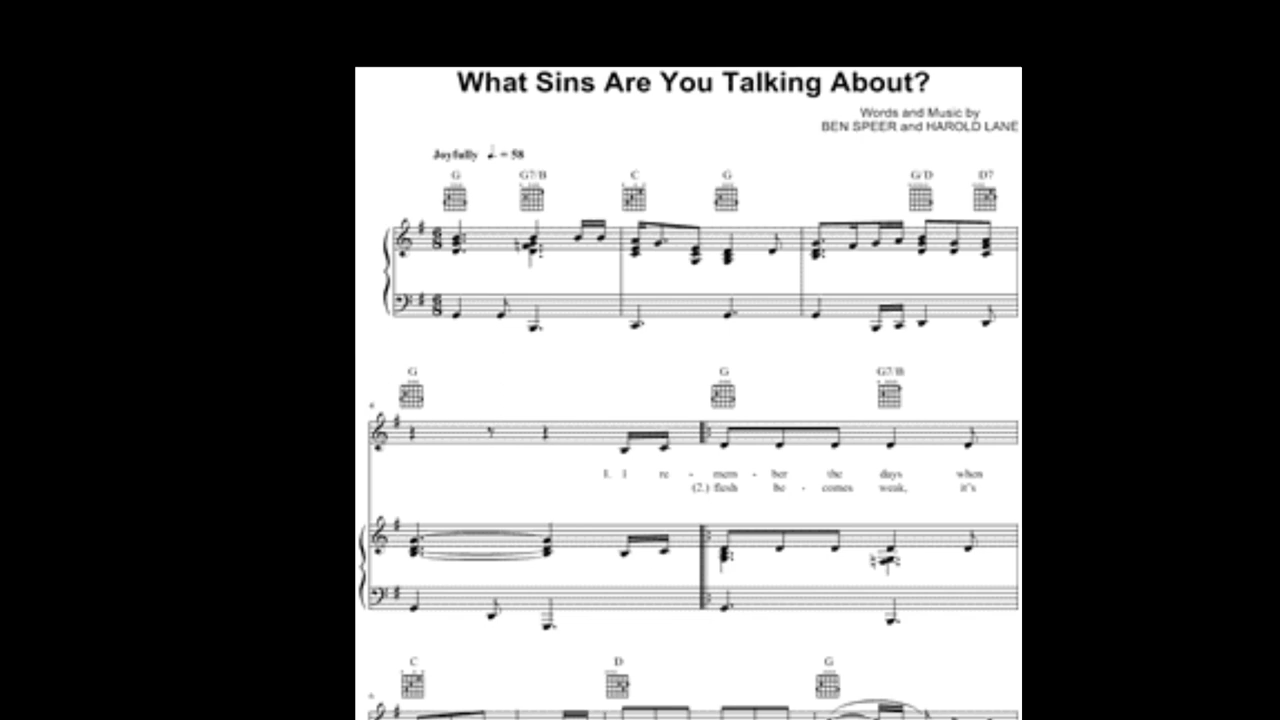 What Sins Are You Talking About?
Words and Music by
BEN SPEER and HAROLD LANE
Joyfully ♩. = 58
G G7/B C G G/D D7
G G G7/B
1. I re - mem - ber the days when
(2.) flesh be - comes weak, it's
C D G